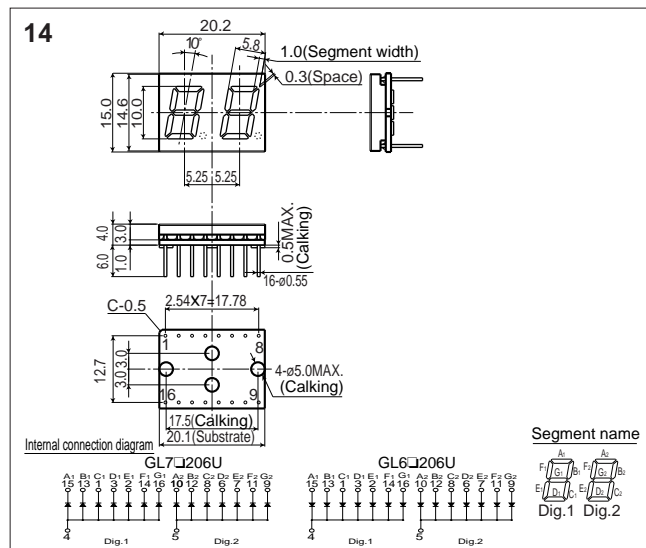 14
20.2
10°
5.8
1.0(Segment width)
0.3(Space)
15.0
14.6
10.0
5.25 5.25
4.0
3.0
6.0
1.0
0.5MAX.
(Calking)
16-ø0.55
C-0.5
2.54X7=17.78
1
8
12.7
3.0 3.0
4-ø5.0MAX.
(Calking)
16
9
17.5(Calking)
20.1(Substrate)
Internal connection diagram
GL7□206U
A1 B1 C1 D1 E1 F1 G1 A2 B2 C2 D2 E2 F2 G2
15 13 1 3 2 14 16 10 12 8 6 7 11 9
4
5
Dig.1
Dig.2
GL6□206U
A1 B1 C1 D1 E1 F1 G1 A2 B2 C2 D2 E2 F2 G2
15 13 1 3 2 14 16 10 12 8 6 7 11 9
4
5
Dig.1
Dig.2
Segment name
A1 A2
F1 G1 B1 F2 G2 B2
E1 D1 C1 E2 D2 C2
Dig.1 Dig.2